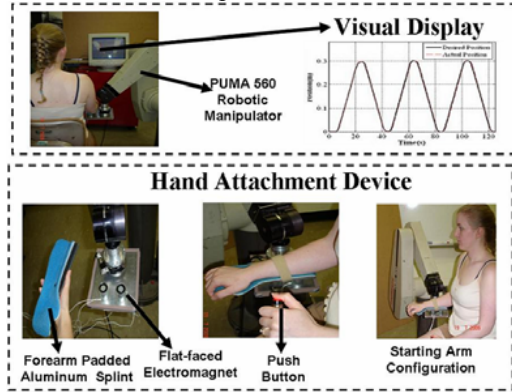 Visual Display
PUMA 560
Robotic
Manipulator
Desired Position
Actual Position
Position(m)
0.3
0.2
0.1
0
0 20 40 60 80 100 120
Time(s)
Hand Attachment Device
Forearm Padded
Aluminum Splint
Flat-faced
Electromagnet
Push
Button
Starting Arm
Configuration